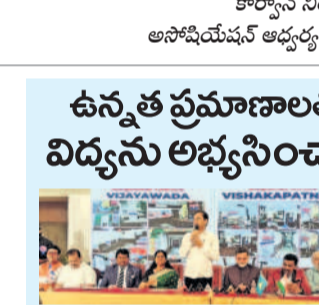 అసోషియేషన్ ఆధ్వర్య
ఉన్నత ప్రమాణాల
విద్యను అభ్యసించ
VIJAYAWADA
VISHAKAPATN